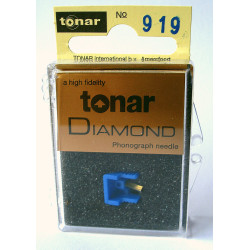 tonar
No
919
TONAR International b.v. Amersfoort
a high fidelity
tonar
DIAMOND
Phonograph needle